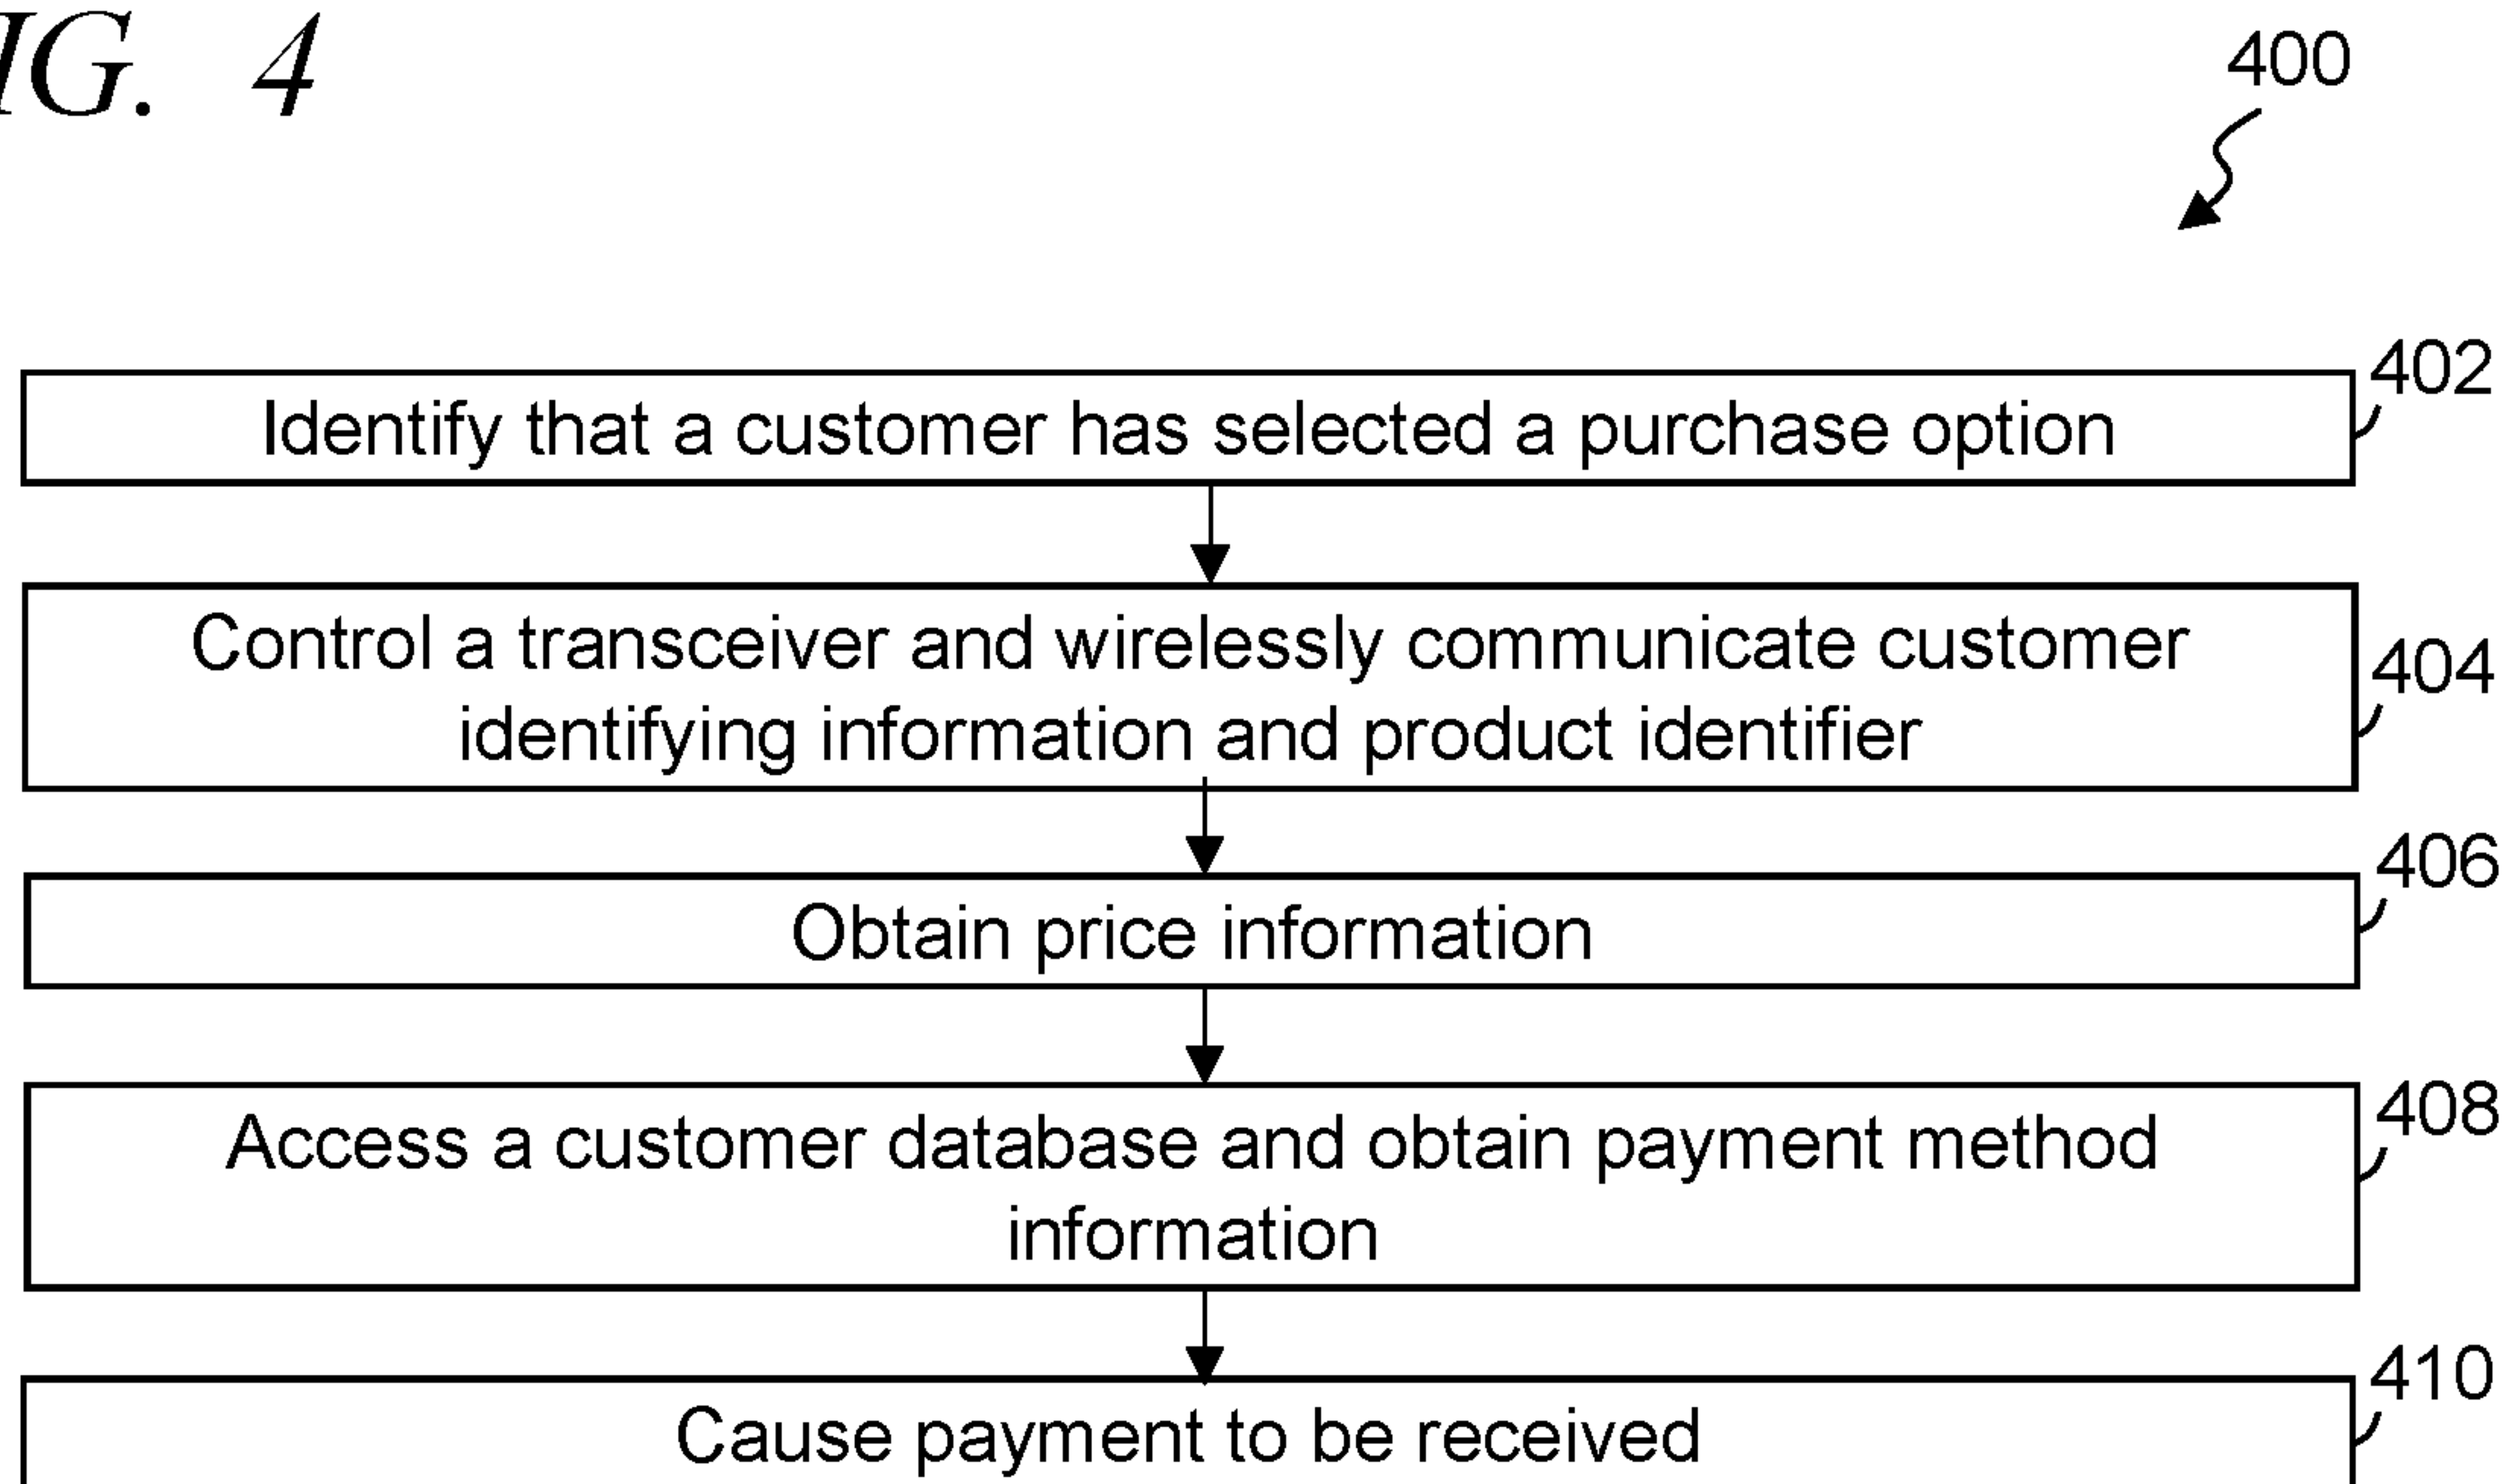 IG. 4
400
402
Identify that a customer has selected a purchase option
Control a transceiver and wirelessly communicate customer
404
identifying information and product identifier
406
Obtain price information
408
Access a customer database and obtain payment method
information
410
Cause payment to be received